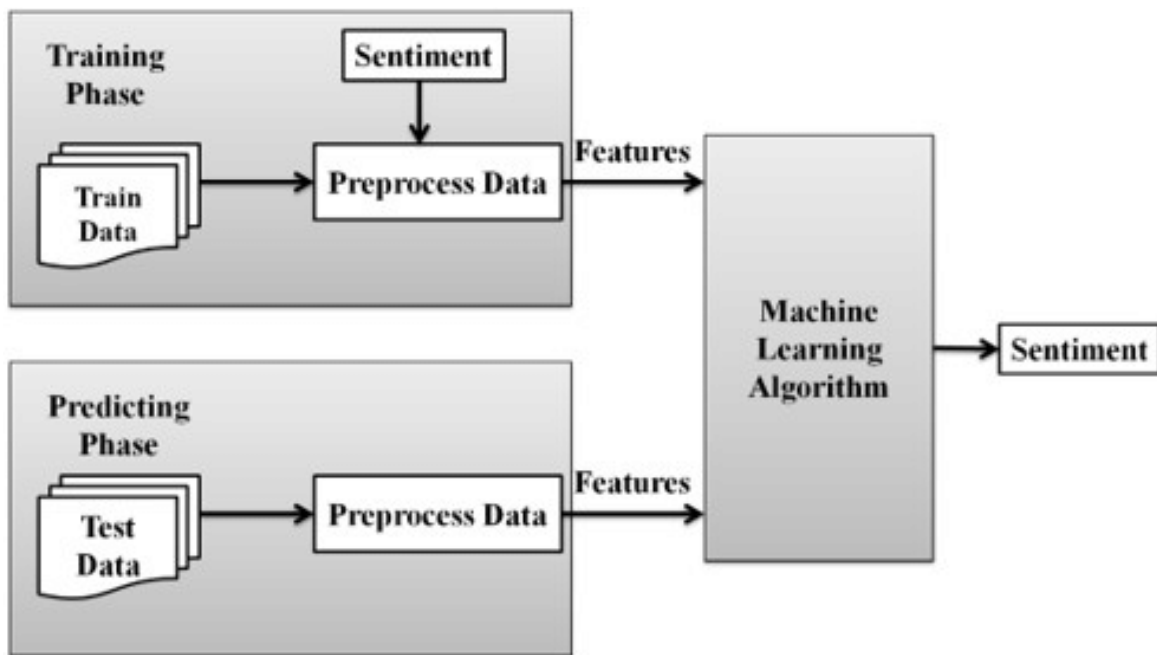 Training
Phase
Sentiment
Train
Data
Preprocess Data
Features
Predicting
Phase
Test
Data
Preprocess Data
Features
Machine
Learning
Algorithm
Sentiment